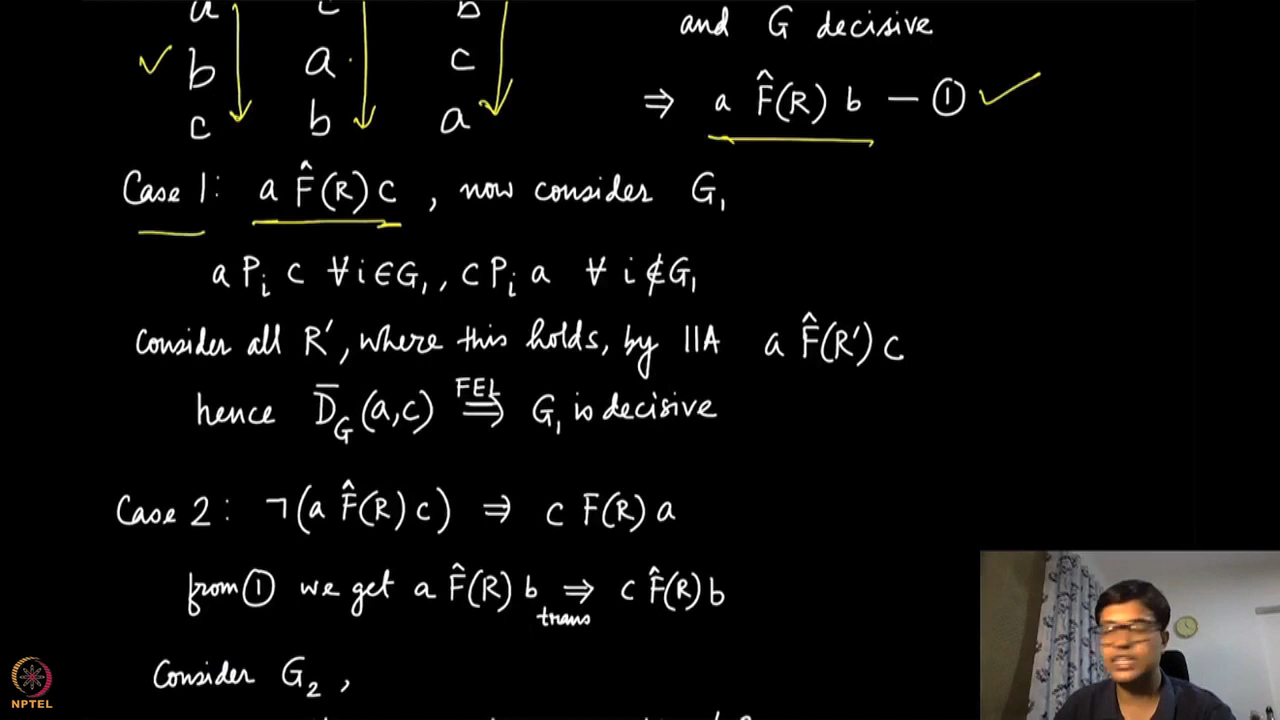 a c b
and G decisive
b a c
⇒ a F̂(R) b — ①
c b a
Case 1: a F̂(R) c , now consider G₁
a Pᵢ c ∀ i ∈ G₁ , c Pᵢ a ∀ i ∉ G₁
Consider all R', where this holds, by IIA a F̂(R') c
hence D̄_G (a,c) FEL ⇒ G₁ is decisive
Case 2: ¬(a F̂(R) c) ⇒ c F(R) a
from ① we get a F̂(R) b ⇒ trans c F̂(R) b
Consider G₂ ,
NPTEL